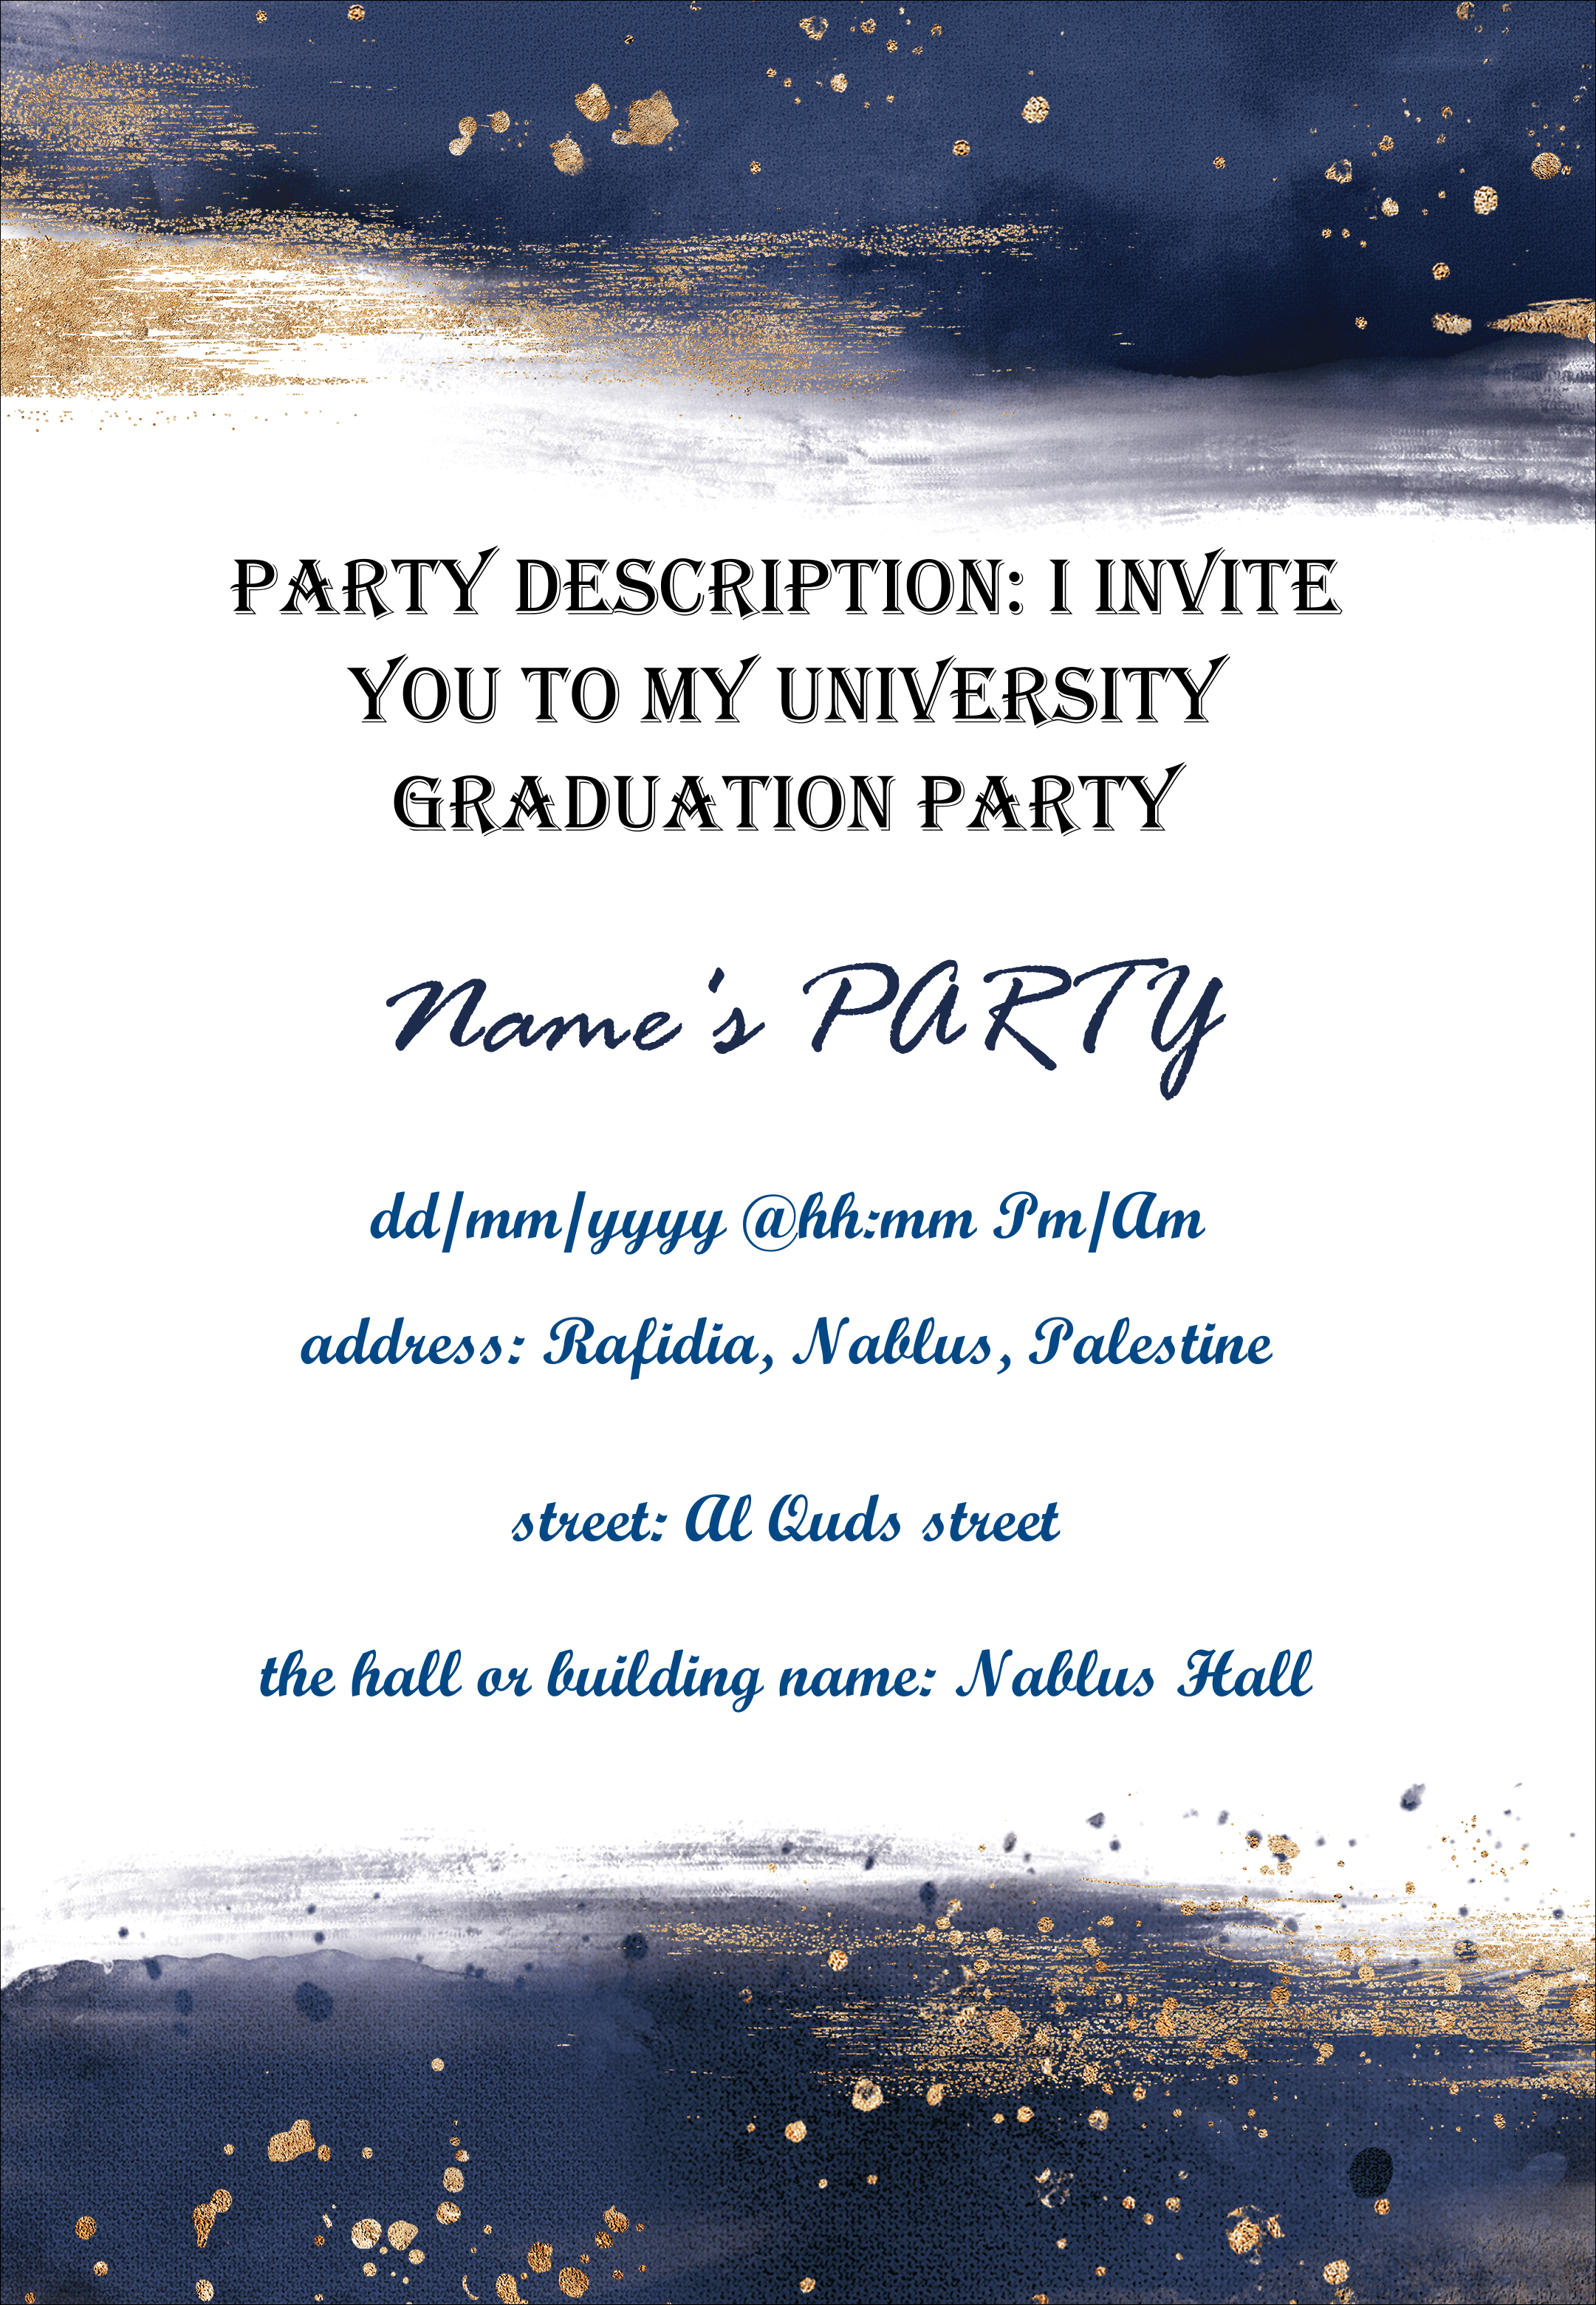 PARTY DESCRIPTION: I INVITE
YOU TO MY UNIVERSITY
GRADUATION PARTY
Name's PARTY
dd/mm/yyyy @hh:mm Pm/Am
address: Rafidia, Nablus, Palestine
street: Al Quds street
the hall or building name: Nablus Hall